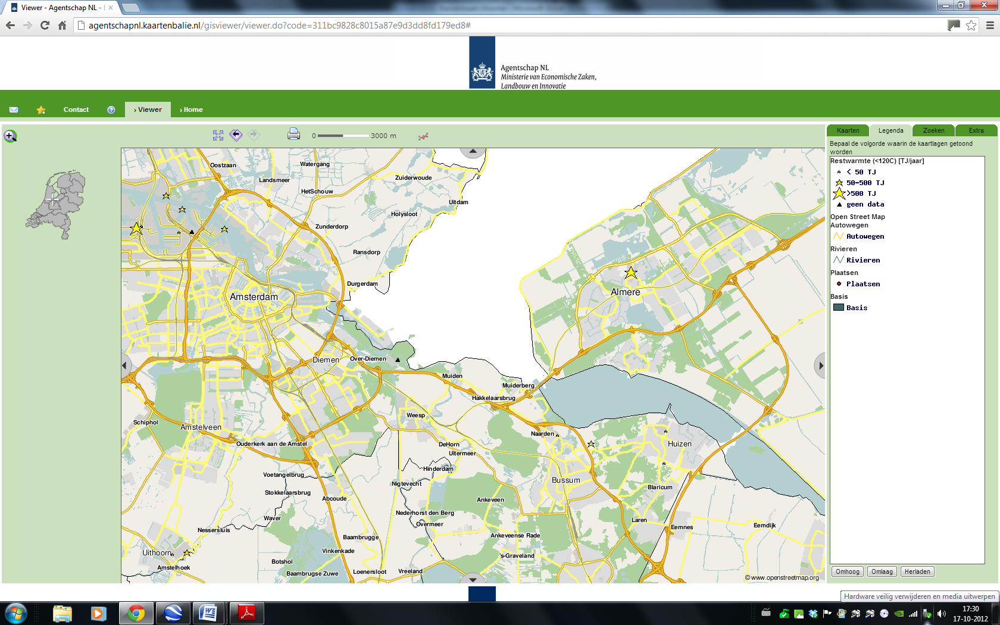 Viewer - Agentschap NL - E
agentschapnl.kaartenbalie.nl/gisviewer/viewer.do?code=311bc9828c8015a87e9d3dd8fd179ed8#
Agentschap NL
Ministerie van Economische Zaken,
Landbouw en Innovatie
Contact
› Viewer
› Home
0
3000 m
Kaarten
Legenda
Zoeken
Extra
Bepaal de volgorde waarin de kaartlagen getoond
worden
Restwarmte (<120C) [TJ/jaar]
< 50 TJ
50-500 TJ
>500 TJ
geen data
Open Street Map
Autowegen
Autowegen
Rivieren
Rivieren
Plaatsen
Plaatsen
Basis
Basis
Oostzaan
Watergang
Landsmeer
Zuiderwoude
HetSchouw
Uitdam
Holysloot
Zunderdorp
Ransdorp
Durgerdam
Amsterdam
Almere
Diemen
Over-Diemen
Muiden
Muiderberg
Hakkelaarsbrug
Weesp
Schiphol
Amstelveen
Naarden
Ouderkerk aan de Amstel
DeHorn
Huizen
Uitermeer
Hinderdam
Voetangelbrug
Bussum
Nigtevecht
Blaricum
Stokkelaarsbrug
Abcoude
Ankeveen
Nederhorst den Berg
Waver
Laren
Overmeer
Eemnes
Eemdijk
Nessersluis
Ankeveense Rade
Baambrugge
Uithoorn
Vinkenkade
's-Graveland
Botshol
Amstelhoek
Loenersloot
Vreeland
Baambrugse Zuwe
© www.openstreetmap.org
Omhoog
Omlaag
Herladen
Hardware veilig verwijderen en media uitwerpen
17:30
17-10-2012